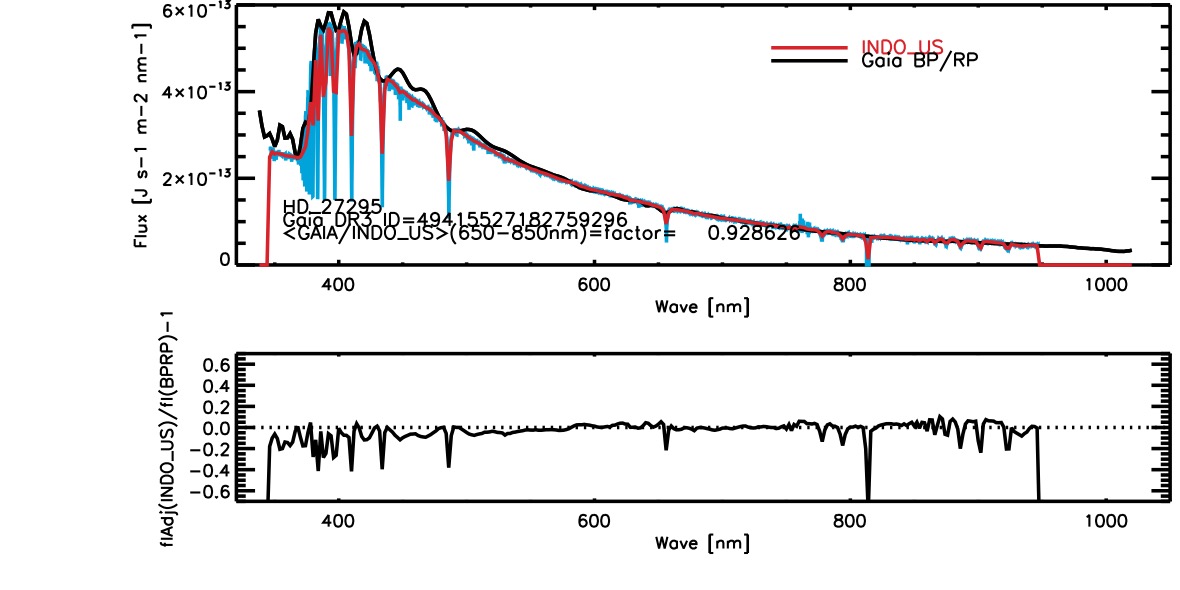 6×10-13
4×10-13
2×10-13
0
Flux [J s-1 m-2 nm-1]
INDO_US
Gaia BP/RP
HD_27295
Gaia DR3 ID=49415527182759296
<GAIA/INDO_US>(650-850nm)=factor= 0.928626
400 600 800 1000
Wave [nm]
flAdj(INDO_US)/fl(BPRP)-1
0.6
0.4
0.2
0.0
-0.2
-0.4
-0.6
400 600 800 1000
Wave [nm]